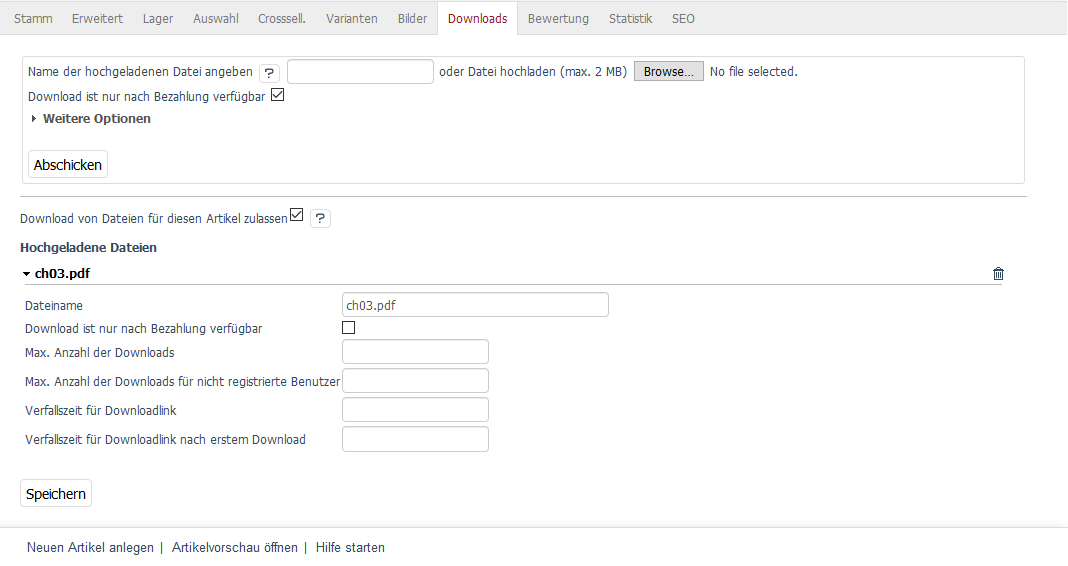 Stamm Erweitert Lager Auswahl Crosssell. Varianten Bilder Downloads Bewertung Statistik SEO
Name der hochgeladenen Datei angeben ? oder Datei hochladen (max. 2 MB) Browse... No file selected.
Download ist nur nach Bezahlung verfügbar
Weitere Optionen
Abschicken
Download von Dateien für diesen Artikel zulassen ?
Hochgeladene Dateien
ch03.pdf
Dateiname ch03.pdf
Download ist nur nach Bezahlung verfügbar
Max. Anzahl der Downloads
Max. Anzahl der Downloads für nicht registrierte Benutzer
Verfallszeit für Downloadlink
Verfallszeit für Downloadlink nach erstem Download
Speichern
Neuen Artikel anlegen | Artikelvorschau öffnen | Hilfe starten